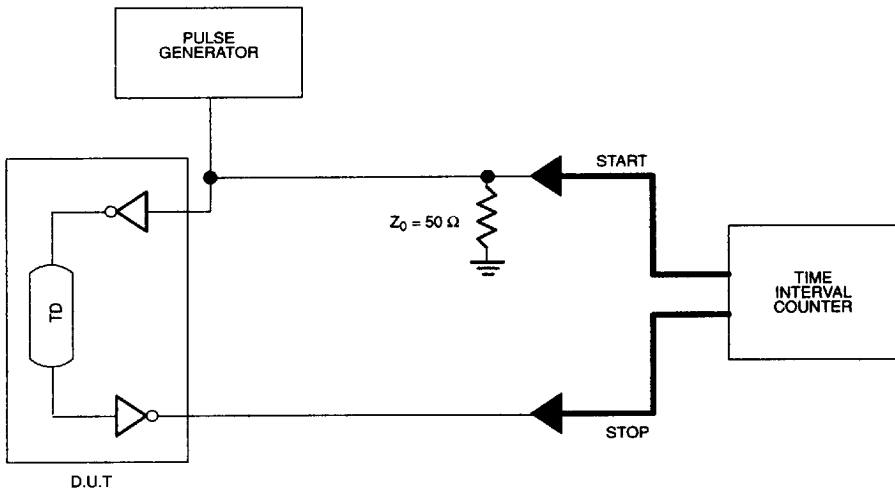 PULSE
GENERATOR
START
Z0 = 50 Ω
TIME
INTERVAL
COUNTER
TD
STOP
D.U.T